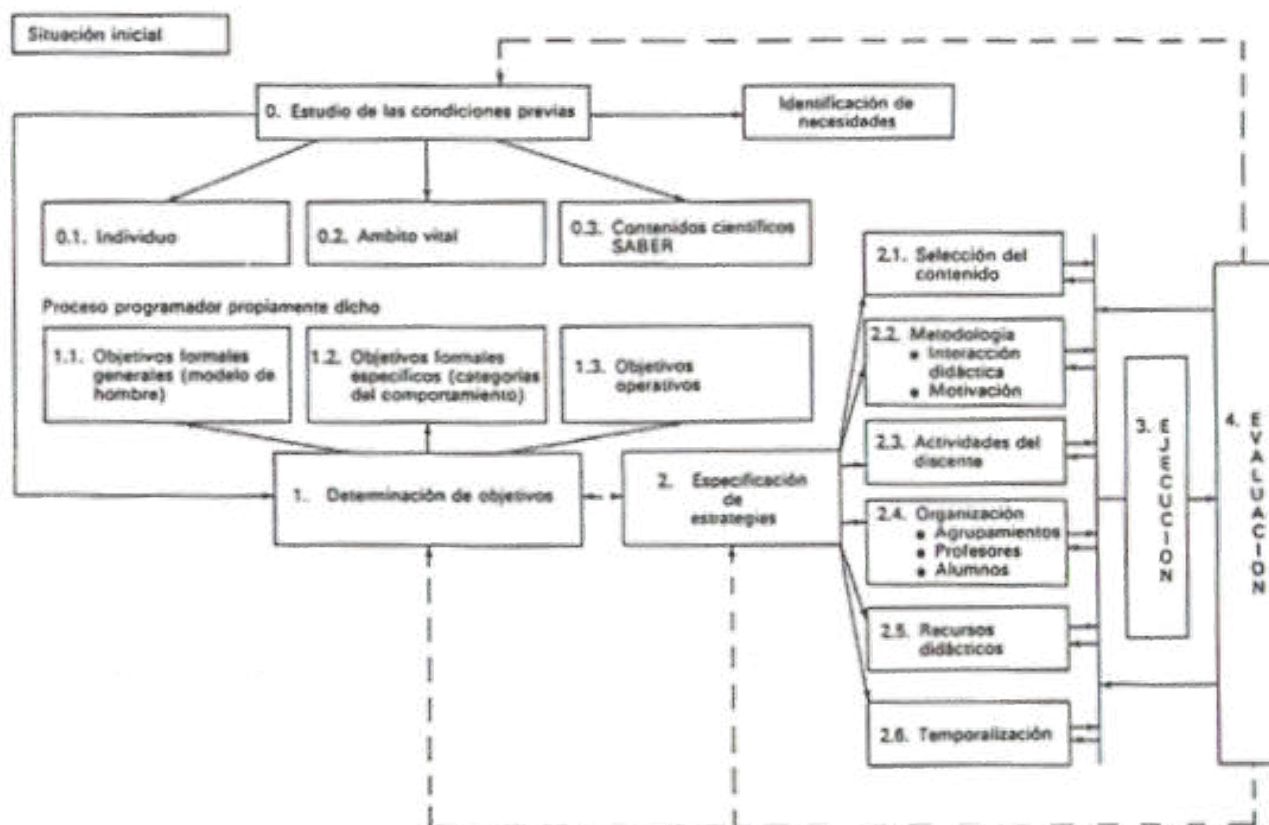 Situación inicial
0. Estudio de las condiciones previas
Identificación de
necesidades
0.1. Individuo
0.2. Ambito vital
0.3. Contenidos científicos
SABER
Proceso programador propiamente dicho
1.1. Objetivos formales
generales (modelo de
hombre)
1.2. Objetivos formales
específicos (categorías
del comportamiento)
1.3. Objetivos
operativos
1. Determinación de objetivos
2. Especificación
de
estrategies
2.1. Selección del
contenido
2.2. Metodología
• Interacción
didáctica
• Motivación
2.3. Actividades del
discente
2.4. Organización
• Agrupamientos
• Profesores
• Alumnos
2.5. Recursos
didácticos
2.6. Temporalización
3. EJECUCION
4. EVALUACION